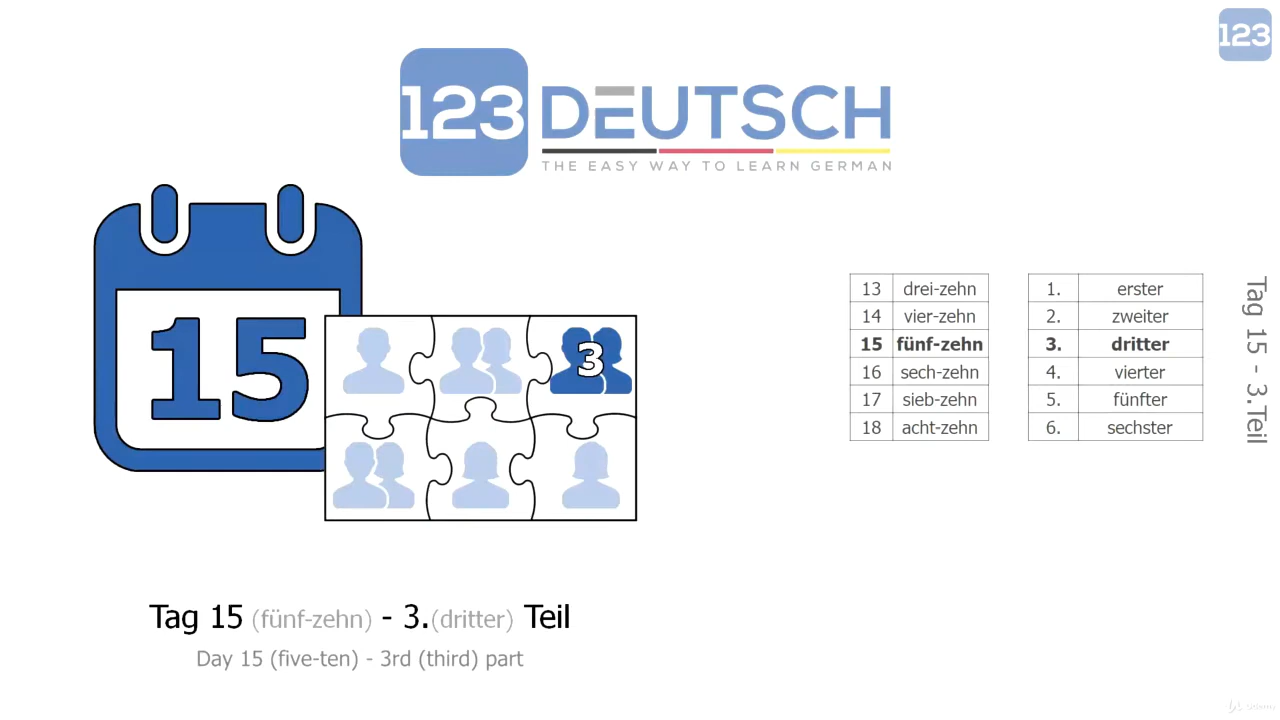 123
123 DEUTSCH
THE EASY WAY TO LEARN GERMAN
15
3
13 drei-zehn
14 vier-zehn
15 fünf-zehn
16 sech-zehn
17 sieb-zehn
18 acht-zehn
1. erster
2. zweiter
3. dritter
4. vierter
5. fünfter
6. sechster
Tag 15 - 3.Teil
Tag 15 (fünf-zehn) - 3.(dritter) Teil
Day 15 (five-ten) - 3rd (third) part